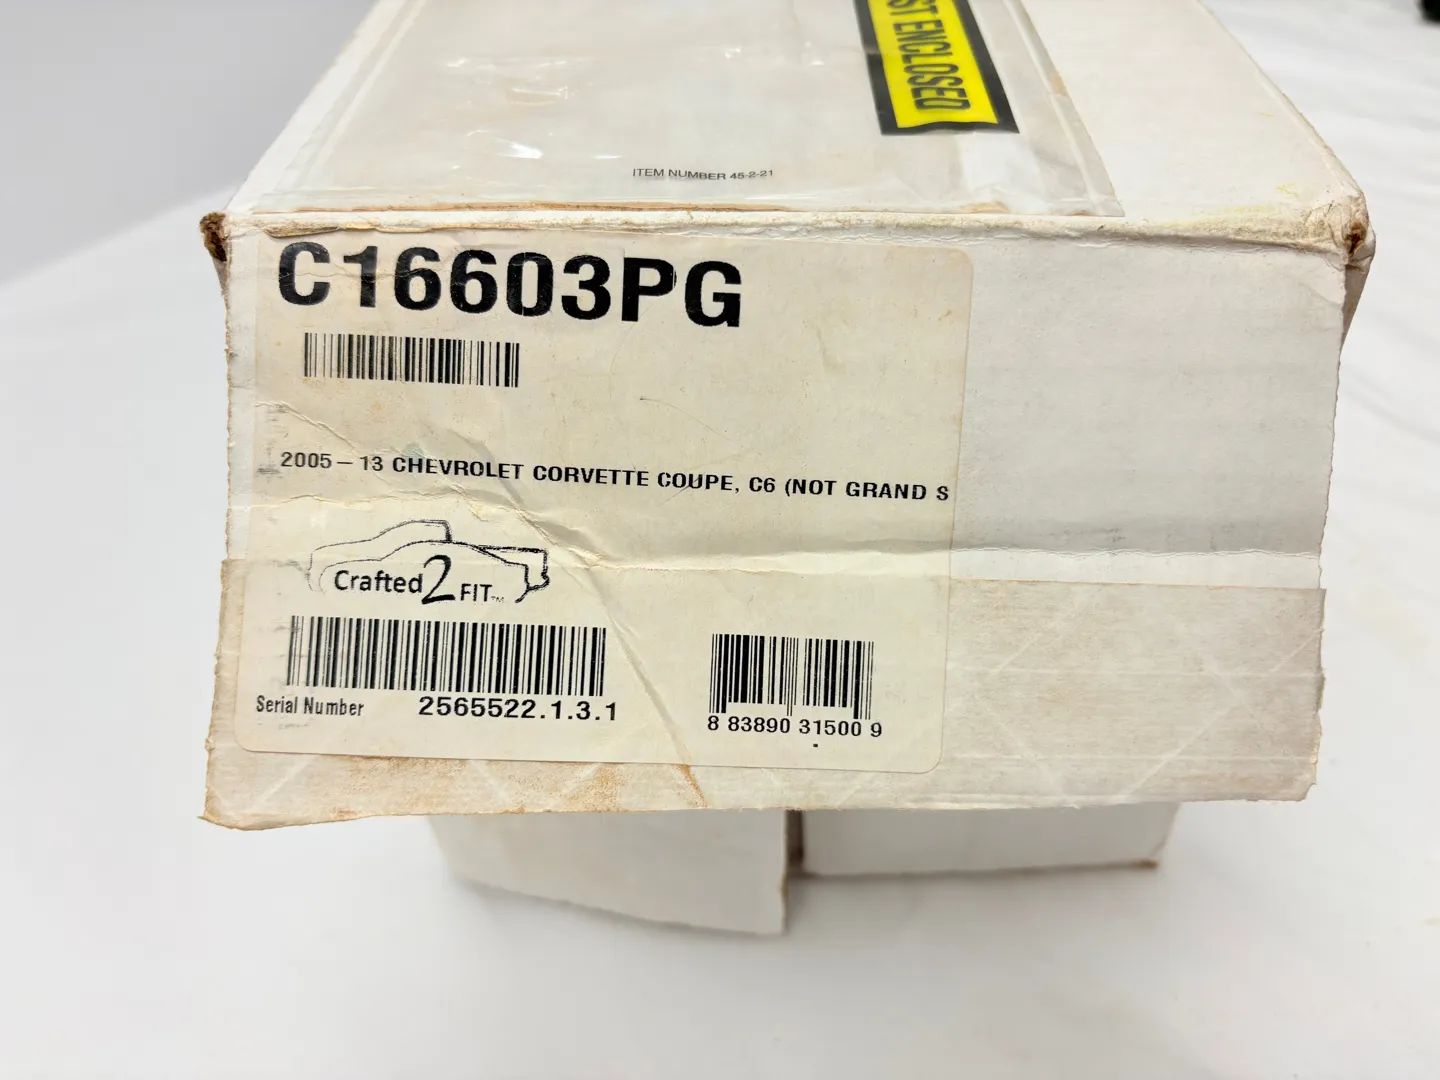 ST ENCLOSED
ITEM NUMBER 45-2-21
C16603PG
2005 – 13 CHEVROLET CORVETTE COUPE, C6 (NOT GRAND S
Crafted 2 FIT™
Serial Number 2565522.1.3.1
8 83890 31500 9